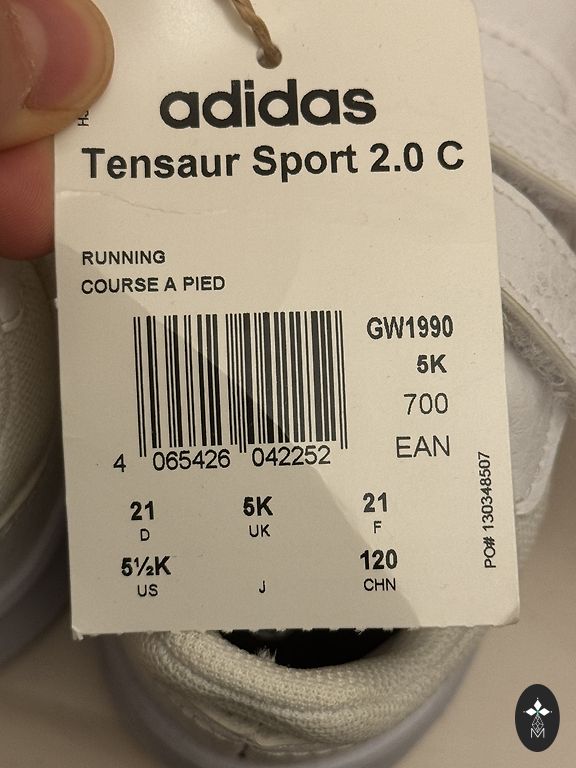 adidas
Tensaur Sport 2.0 C
RUNNING
COURSE A PIED
GW1990
5K
700
EAN
4 065426 042252
21 5K 21
D UK F
5½K 120
US J CHN
PO# 130348507
M